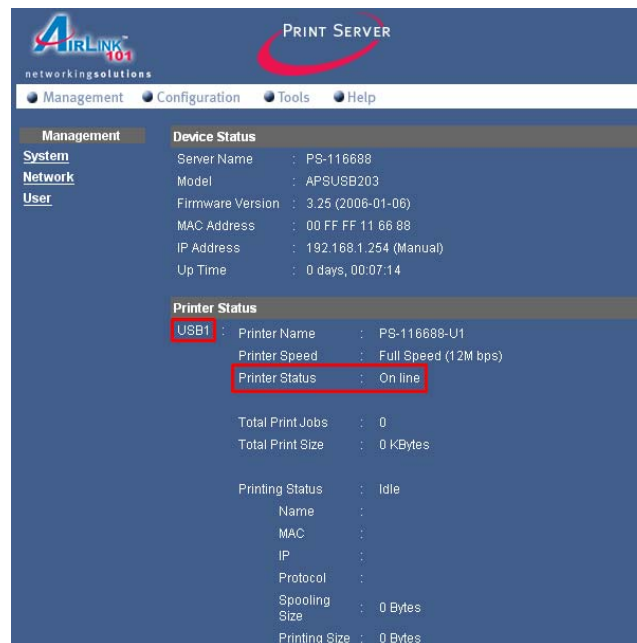 AIRLINK
101
networkingsolutions
PRINT SERVER
Management Configuration Tools Help
Management
System
Network
User
Device Status
Server Name : PS-116688
Model : APSUSB203
Firmware Version : 3.25 (2006-01-06)
MAC Address : 00 FF FF 11 66 88
IP Address : 192.168.1.254 (Manual)
Up Time : 0 days, 00:07:14
Printer Status
USB1 : Printer Name : PS-116688-U1
Printer Speed : Full Speed (12M bps)
Printer Status : On line
Total Print Jobs : 0
Total Print Size : 0 KBytes
Printing Status : Idle
Name :
MAC :
IP :
Protocol :
Spooling
Size : 0 Bytes
Printing Size : 0 Bytes